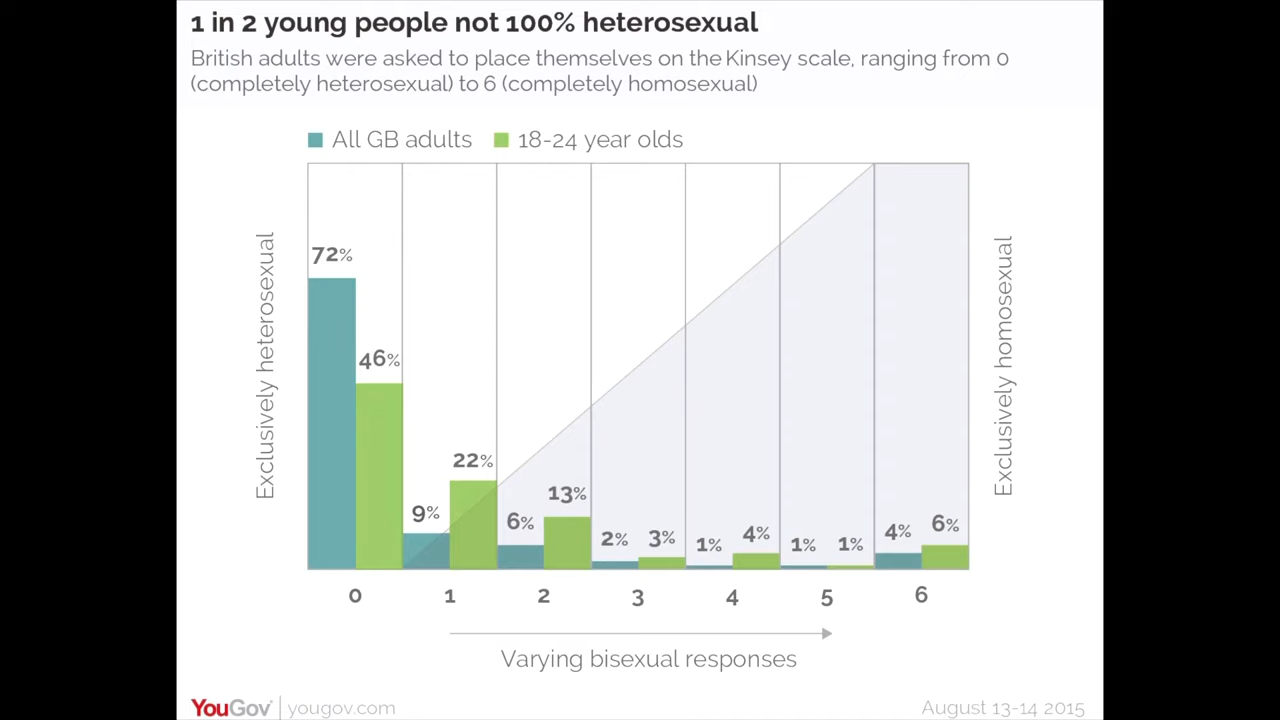 1 in 2 young people not 100% heterosexual
British adults were asked to place themselves on the Kinsey scale, ranging from 0
(completely heterosexual) to 6 (completely homosexual)
All GB adults 18-24 year olds
Exclusively heterosexual
72%
46%
9%
22%
6%
13%
2%
3%
1%
4%
1%
1%
4%
6%
Exclusively homosexual
0 1 2 3 4 5 6
Varying bisexual responses
YouGov yougov.com August 13-14 2015